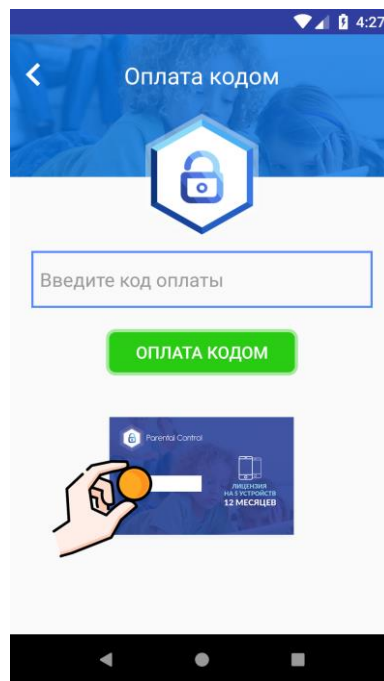 4:27
Оплата кодом
Введите код оплаты
ОПЛАТА КОДОМ
Parental Control
ЛИЦЕНЗИЯ
НА 5 УСТРОЙСТВ
12 МЕСЯЦЕВ